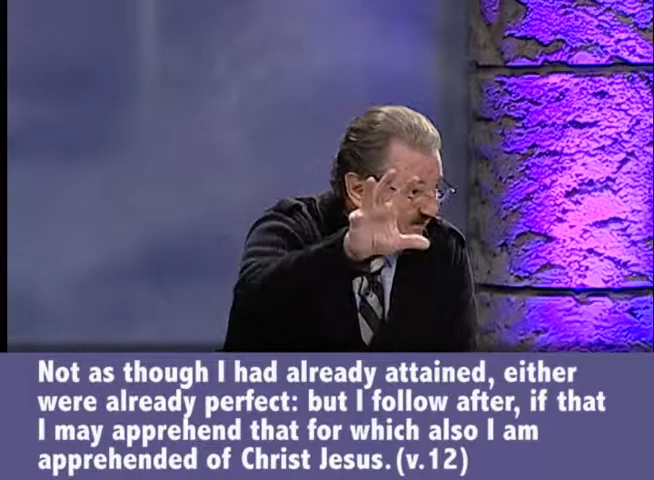 Not as though I had already attained, either
were already perfect: but I follow after, if that
I may apprehend that for which also I am
apprehended of Christ Jesus. (v.12)